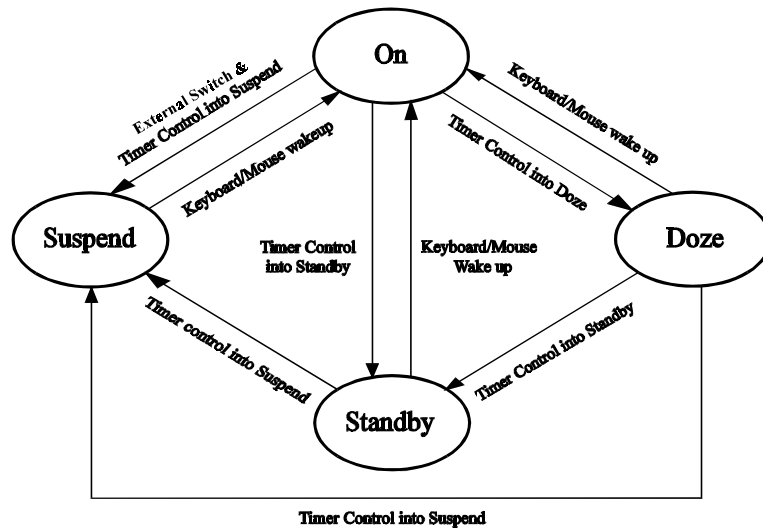 On
External Switch &
Timer Control into Suspend
Keyboard/Mouse wake up
Keyboard/Mouse wakeup
Timer Control into Doze
Suspend
Doze
Timer Control
into Standby
Keyboard/Mouse
Wake up
Timer control into Suspend
Timer Control into Standby
Standby
Timer Control into Suspend